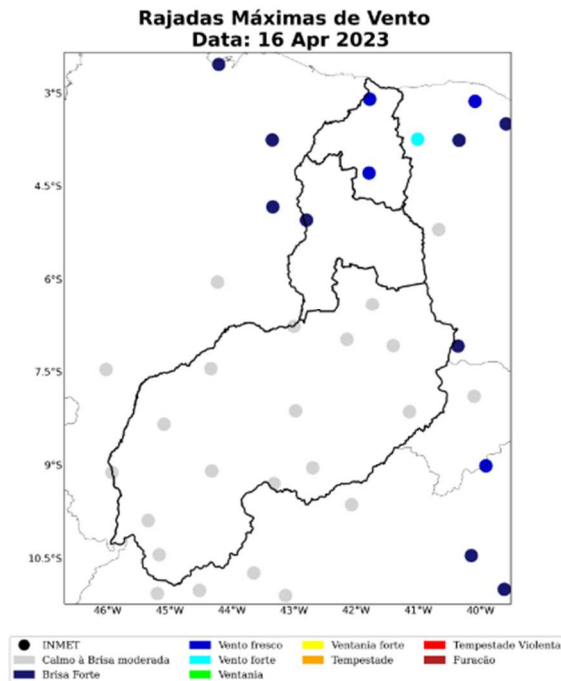 Rajadas Máximas de Vento
Data: 16 Apr 2023
3°S
4.5°S
6°S
7.5°S
9°S
10.5°S
46°W 45°W 44°W 43°W 42°W 41°W 40°W
INMET Vento fresco Ventania forte Tempestade Violenta
Calmo à Brisa moderada Vento forte Tempestade Furacão
Brisa Forte Ventania